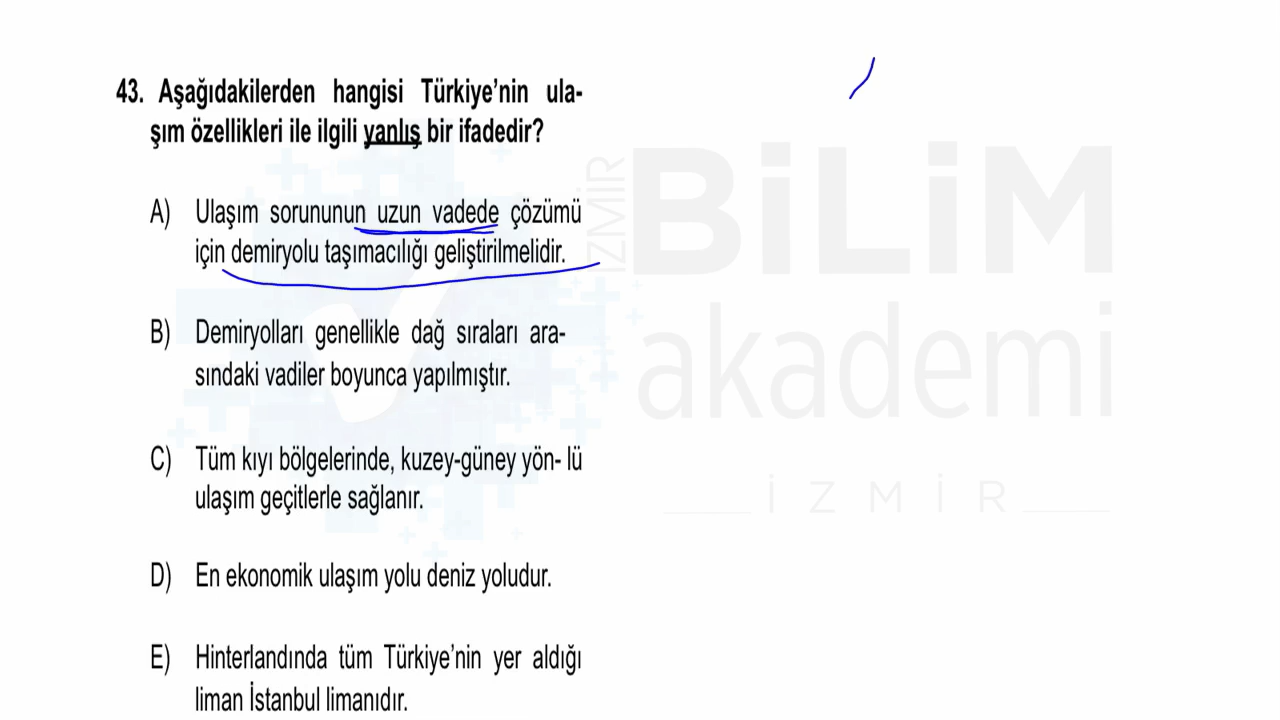 43. Aşağıdakilerden hangisi Türkiye'nin ula-
şım özellikleri ile ilgili yanlış bir ifadedir?
A) Ulaşım sorununun uzun vadede çözümü
için demiryolu taşımacılığı geliştirilmelidir.
B) Demiryolları genellikle dağ sıraları ara-
sındaki vadiler boyunca yapılmıştır.
C) Tüm kıyı bölgelerinde, kuzey-güney yön- lü
ulaşım geçitlerle sağlanır.
D) En ekonomik ulaşım yolu deniz yoludur.
E) Hinterlandında tüm Türkiye'nin yer aldığı
liman İstanbul limanıdır.
İZMİR
BiLiM
akademi
İZMİR